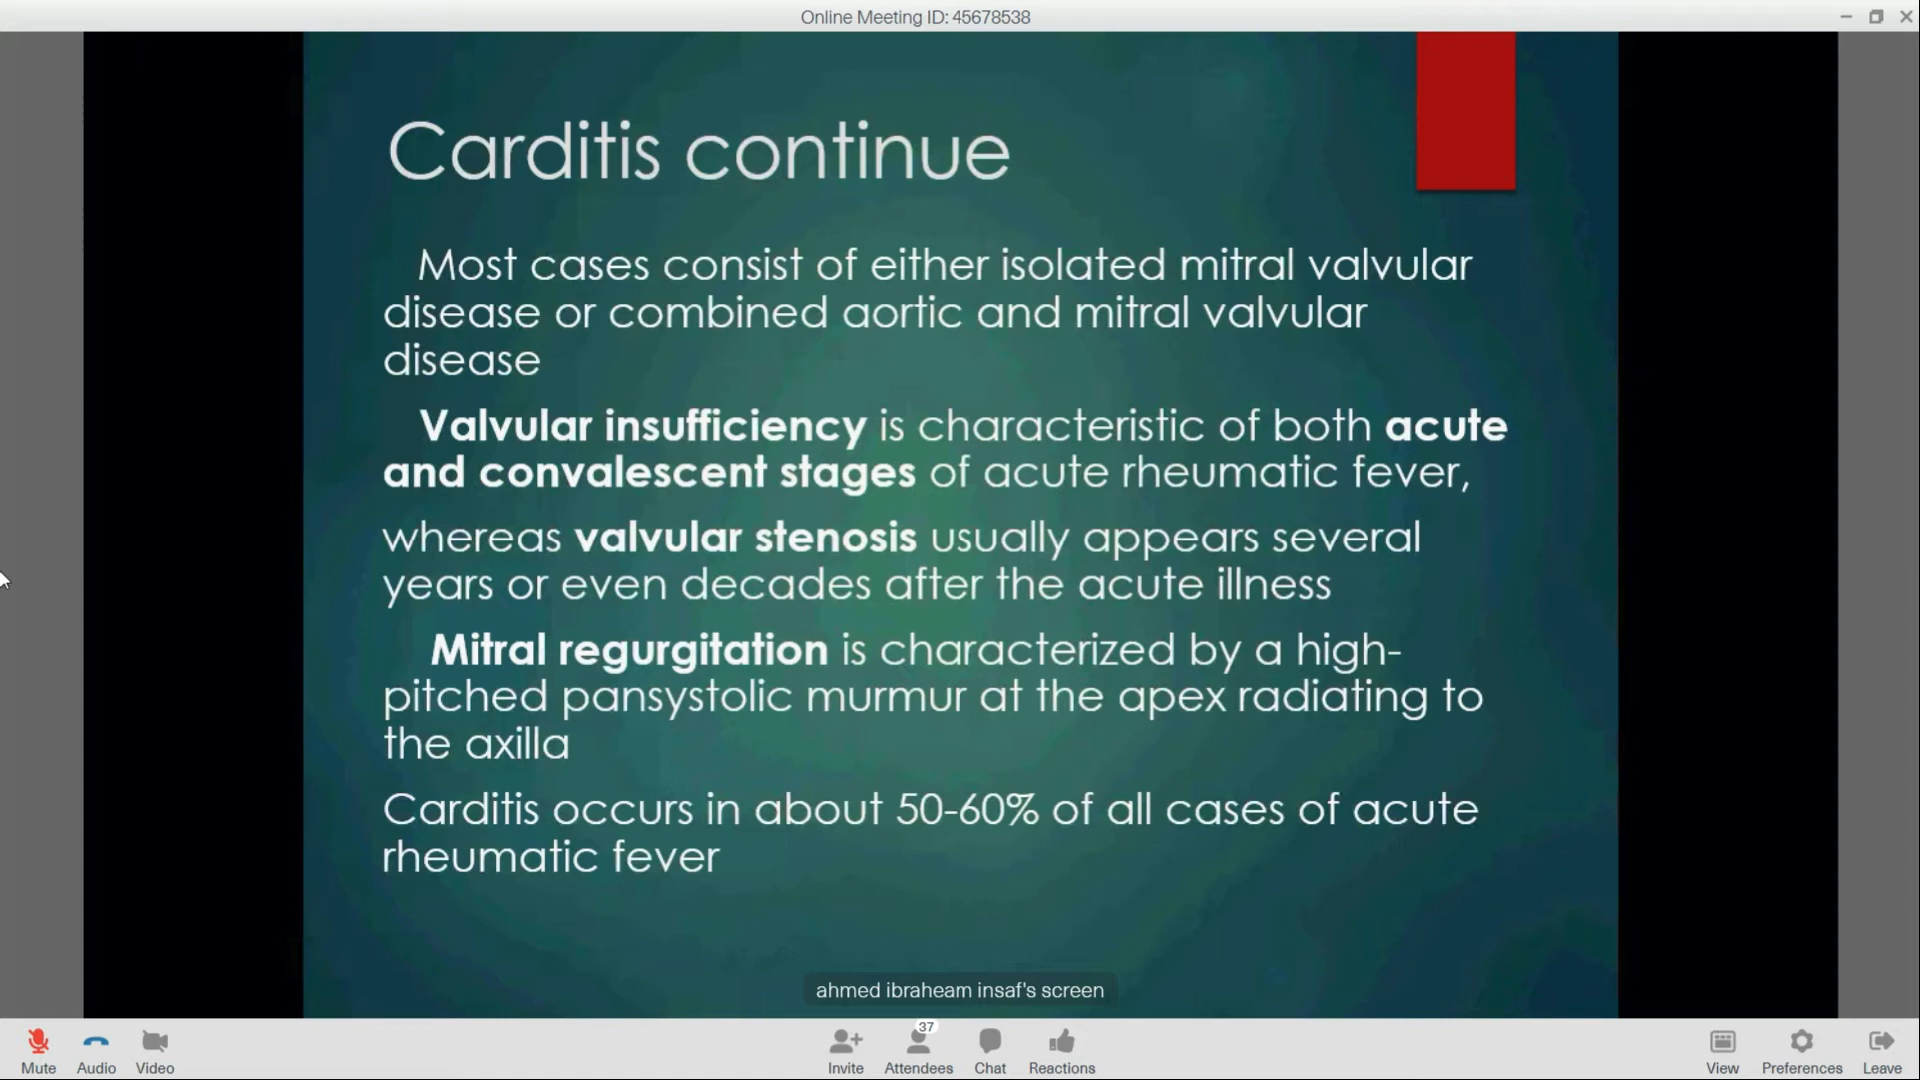 Online Meeting ID: 45678538
Carditis continue
Most cases consist of either isolated mitral valvular
disease or combined aortic and mitral valvular
disease
Valvular insufficiency is characteristic of both acute
and convalescent stages of acute rheumatic fever,
whereas valvular stenosis usually appears several
years or even decades after the acute illness
Mitral regurgitation is characterized by a high-
pitched pansystolic murmur at the apex radiating to
the axilla
Carditis occurs in about 50-60% of all cases of acute
rheumatic fever
ahmed ibraheam insaf's screen
37
Mute Audio Video Invite Attendees Chat Reactions View Preferences Leave